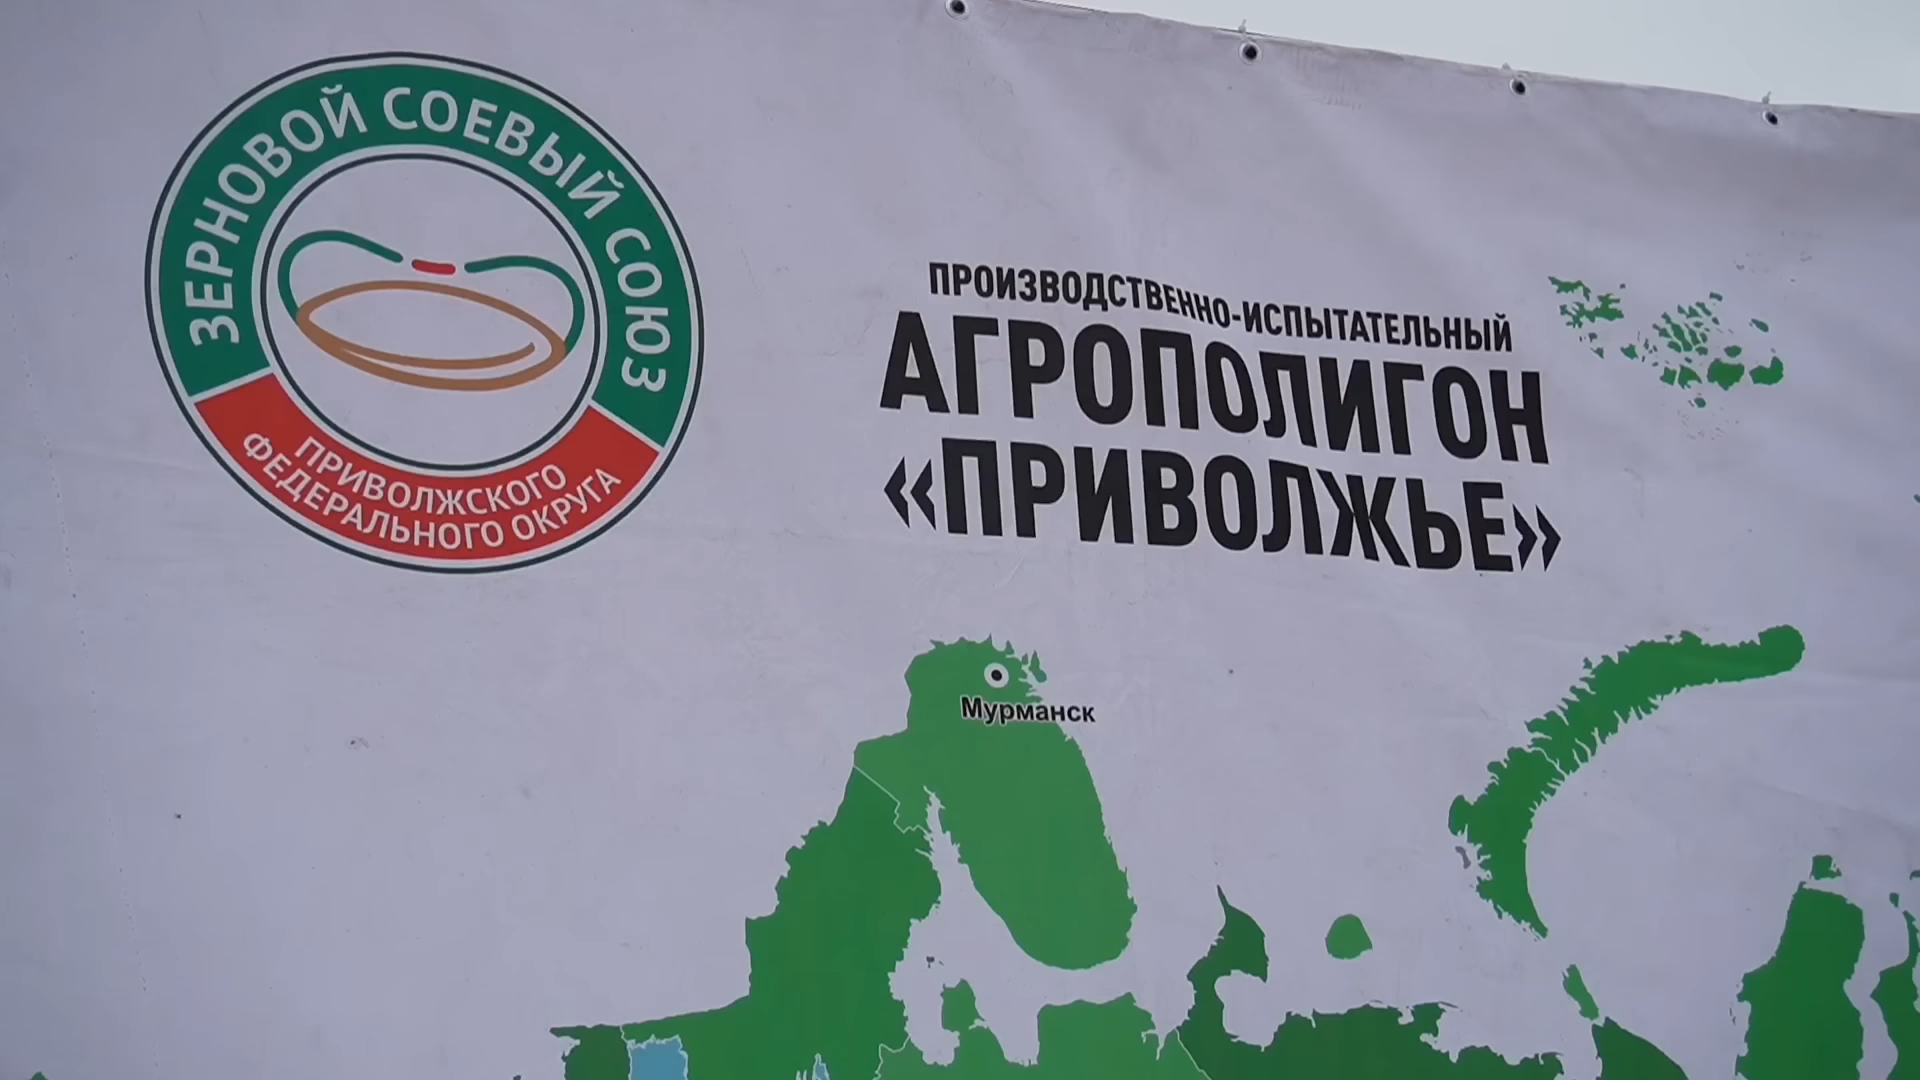 ЗЕРНОВОЙ СОЕВЫЙ СОЮЗ
ПРИВОЛЖСКОГО
ФЕДЕРАЛЬНОГО ОКРУГА
ПРОИЗВОДСТВЕННО-ИСПЫТАТЕЛЬНЫЙ
АГРОПОЛИГОН
«ПРИВОЛЖЬЕ»
Мурманск